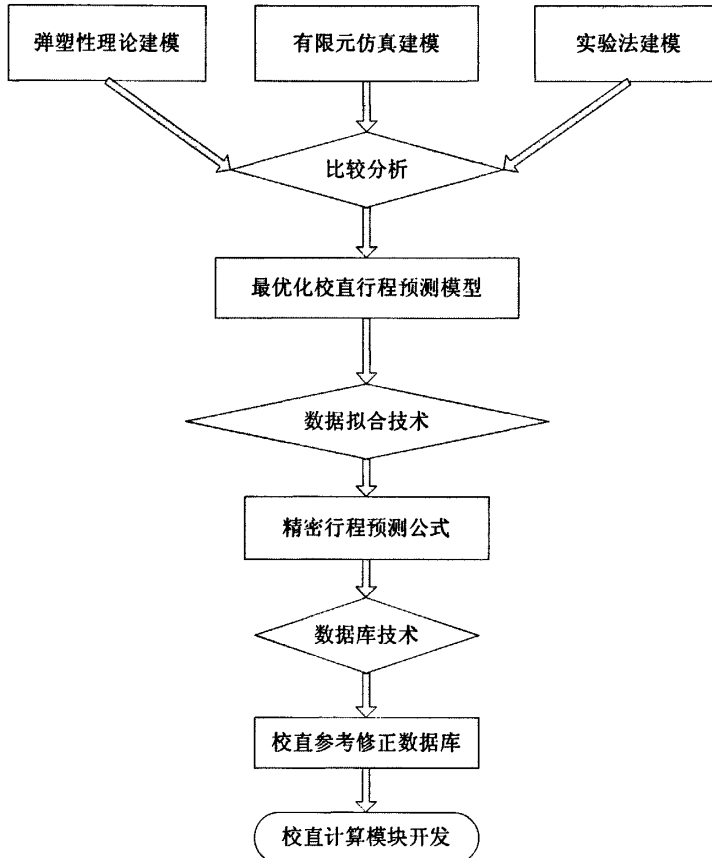 弹塑性理论建模
有限元仿真建模
实验法建模
比较分析
最优化校直行程预测模型
数据拟合技术
精密行程预测公式
数据库技术
校直参考修正数据库
校直计算模块开发